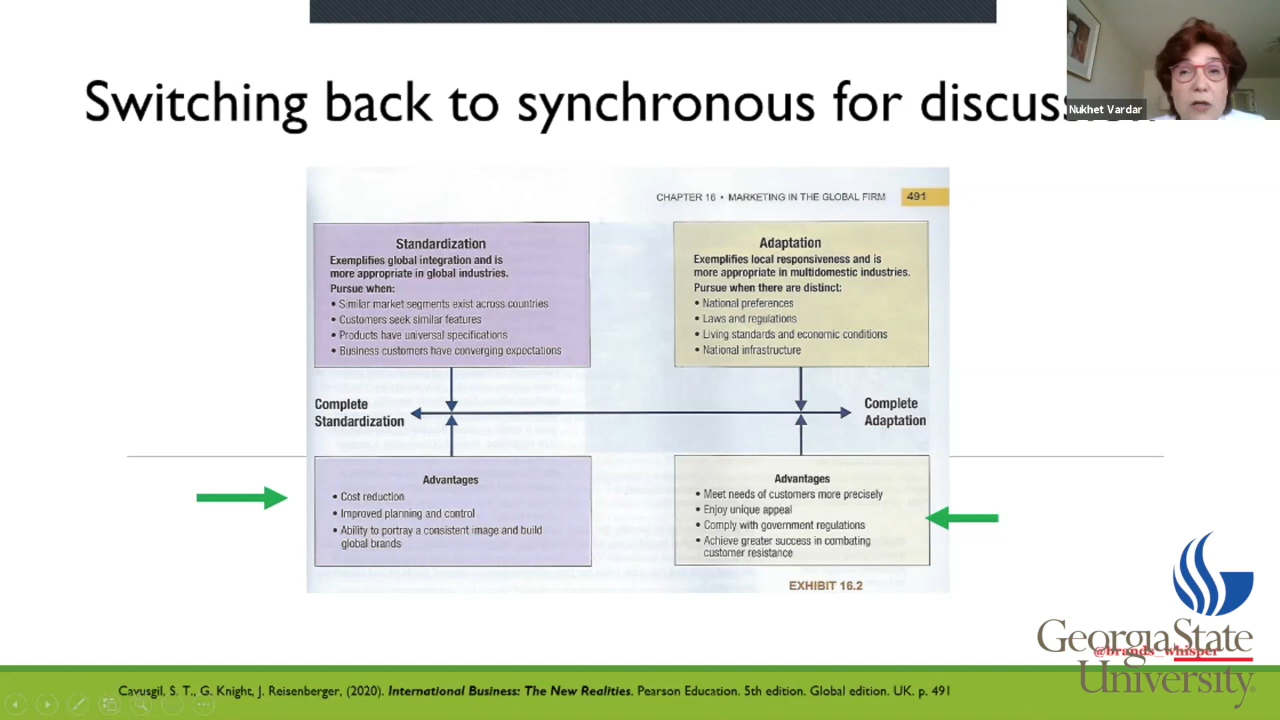 Switching back to synchronous for discuss
Nukhet Vardar
CHAPTER 16 • MARKETING IN THE GLOBAL FIRM 491
Standardization
Exemplifies global integration and is
more appropriate in global industries.
Pursue when:
• Similar market segments exist across countries
• Customers seek similar features
• Products have universal specifications
• Business customers have converging expectations
Adaptation
Exemplifies local responsiveness and is
more appropriate in multidomestic industries.
Pursue when there are distinct:
• National preferences
• Laws and regulations
• Living standards and economic conditions
• National infrastructure
Complete
Standardization
Complete
Adaptation
Advantages
• Cost reduction
• Improved planning and control
• Ability to portray a consistent image and build
global brands
Advantages
• Meet needs of customers more precisely
• Enjoy unique appeal
• Comply with government regulations
• Achieve greater success in combating
customer resistance
EXHIBIT 16.2
GeorgiaState
University
@brands_whisper
Cavusgil, S. T., G. Knight, J. Reisenberger, (2020). International Business: The New Realities. Pearson Education. 5th edition. Global edition. UK. p. 491